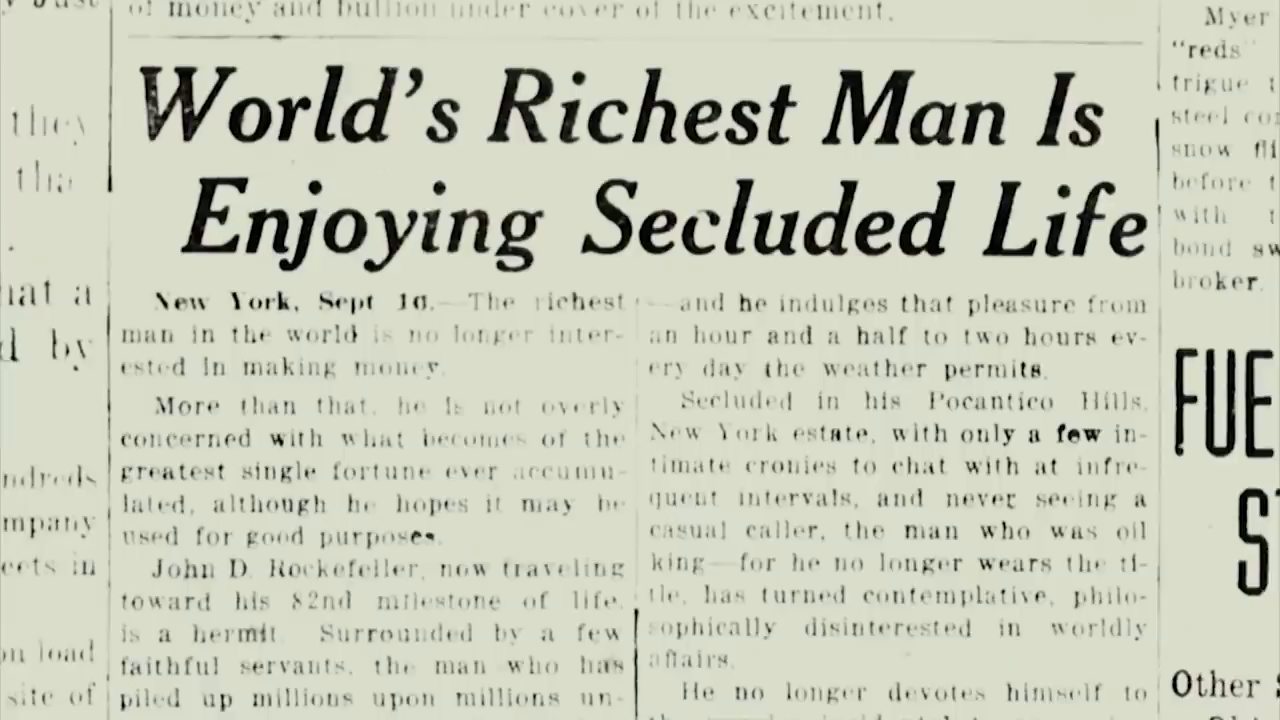 of money and bullion under cover of the excitement.
World's Richest Man Is
Enjoying Secluded Life
New York, Sept 10.—The richest
man in the world is no longer inter-
ested in making money.
More than that, he is not overly
concerned with what becomes of the
greatest single fortune ever accumu-
lated, although he hopes it may be
used for good purposes.
John D. Rockefeller, now traveling
toward his 82nd milestone of life,
is a hermit. Surrounded by a few
faithful servants, the man who has
piled up millions upon millions un-
—and he indulges that pleasure from
an hour and a half to two hours ev-
ery day the weather permits.
Secluded in his Pocantico Hills,
New York estate, with only a few in-
timate cronies to chat with at infre-
quent intervals, and never seeing a
casual caller, the man who was oil
king—for he no longer wears the ti-
tle, has turned contemplative, philo-
sophically disinterested in worldly
affairs.
He no longer devotes himself to
they
hat a
d by
ndreds
mpany
eets in
on load
site of
Myer
"reds"
trigue t
steel co
snow fli
before t
with t
bond sw
broker.
FUE
S
Other S